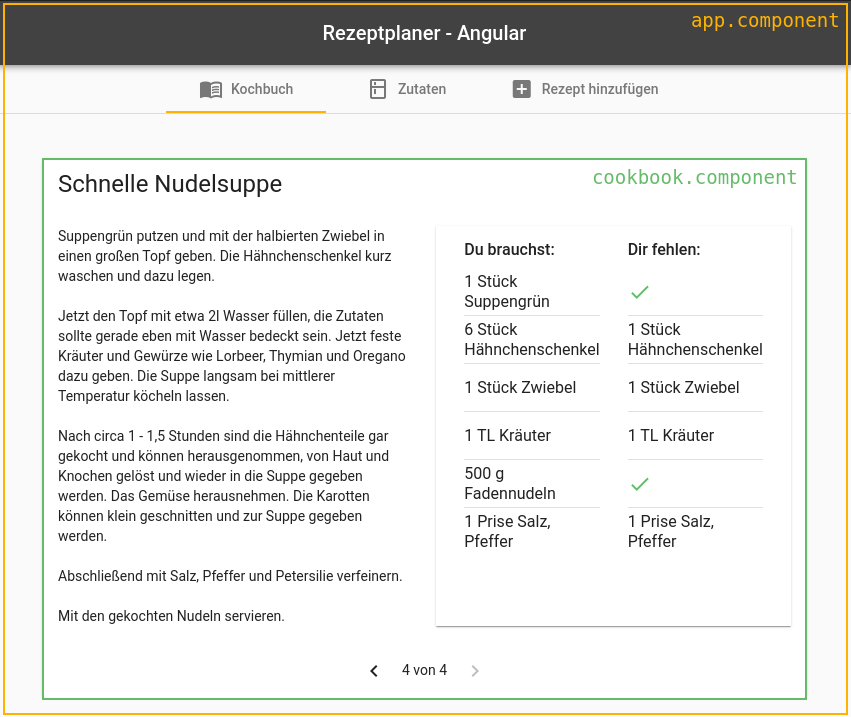 Rezeptplaner - Angular
app.component
Kochbuch
Zutaten
Rezept hinzufügen
Schnelle Nudelsuppe
cookbook.component
Suppengrün putzen und mit der halbierten Zwiebel in
einen großen Topf geben. Die Hähnchenschenkel kurz
waschen und dazu legen.
Jetzt den Topf mit etwa 2l Wasser füllen, die Zutaten
sollte gerade eben mit Wasser bedeckt sein. Jetzt feste
Kräuter und Gewürze wie Lorbeer, Thymian und Oregano
dazu geben. Die Suppe langsam bei mittlerer
Temperatur köcheln lassen.
Nach circa 1 - 1,5 Stunden sind die Hähnchenteile gar
gekocht und können herausgenommen, von Haut und
Knochen gelöst und wieder in die Suppe gegeben
werden. Das Gemüse herausnehmen. Die Karotten
können klein geschnitten und zur Suppe gegeben
werden.
Abschließend mit Salz, Pfeffer und Petersilie verfeinern.
Mit den gekochten Nudeln servieren.
Du brauchst:
Dir fehlen:
1 Stück
Suppengrün
6 Stück
Hähnchenschenkel
1 Stück
Hähnchenschenkel
1 Stück Zwiebel
1 Stück Zwiebel
1 TL Kräuter
1 TL Kräuter
500 g
Fadennudeln
1 Prise Salz,
Pfeffer
1 Prise Salz,
Pfeffer
4 von 4